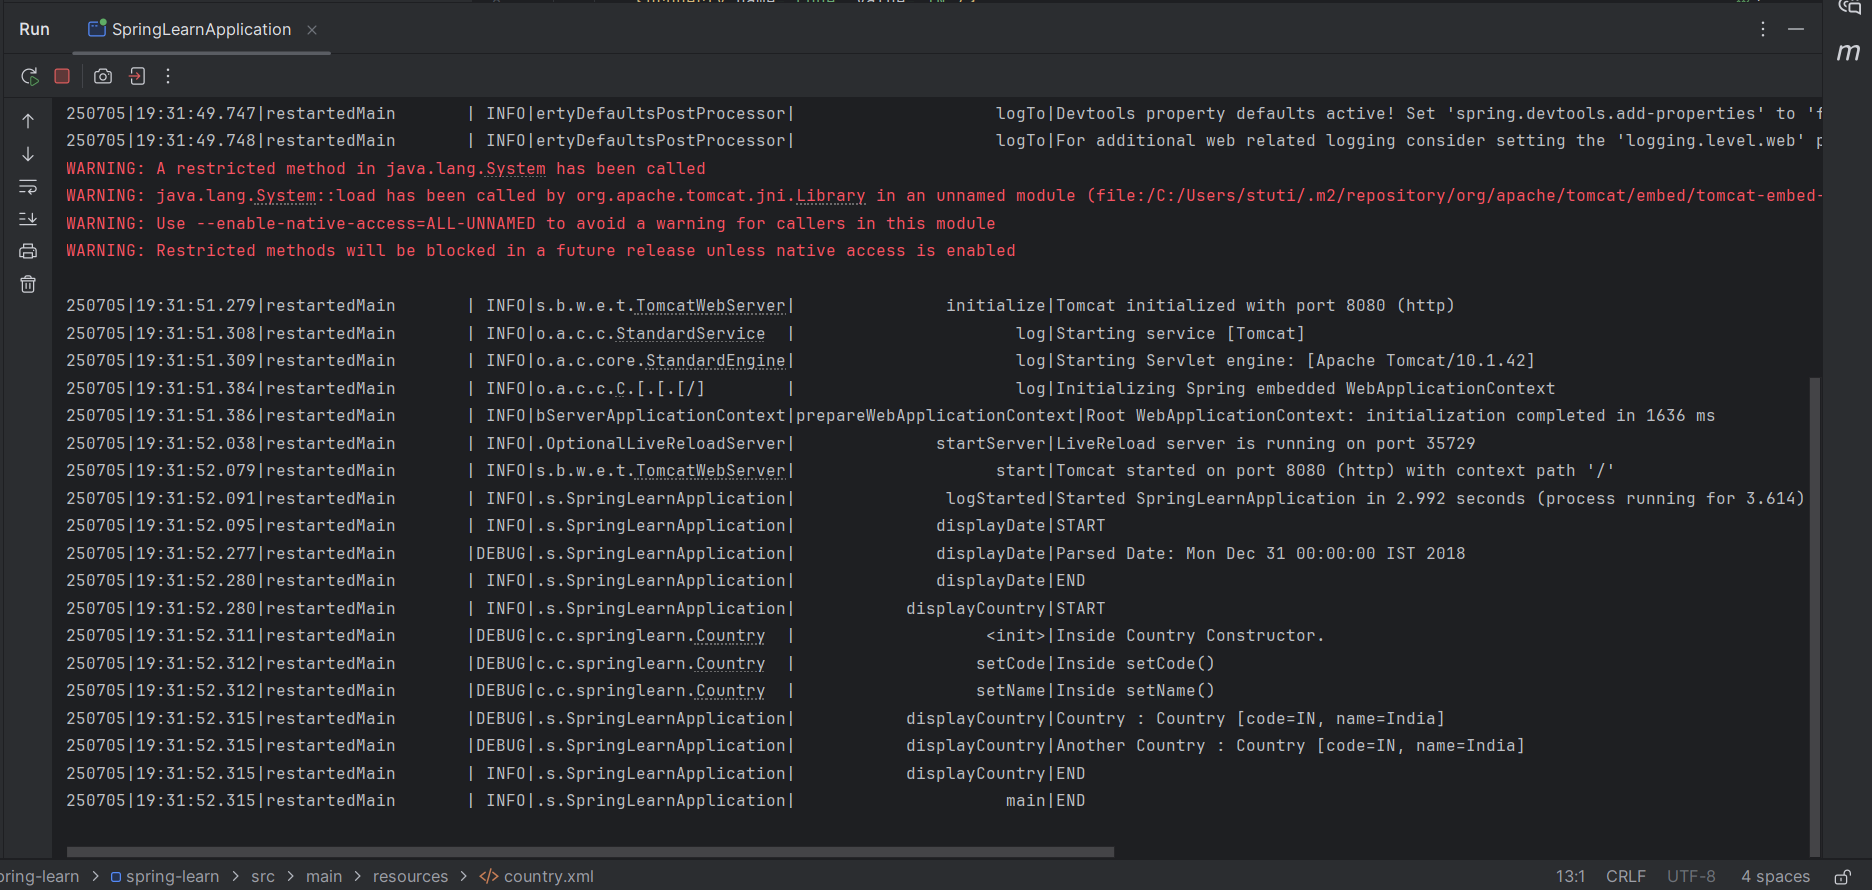 Run SpringLearnApplication
250705|19:31:49.747|restartedMain | INFO|ertyDefaultsPostProcessor| logTo|Devtools property defaults active! Set 'spring.devtools.add-properties' to
250705|19:31:49.748|restartedMain | INFO|ertyDefaultsPostProcessor| logTo|For additional web related logging consider setting the 'logging.level.web'
WARNING: A restricted method in java.lang.System has been called
WARNING: java.lang.System::load has been called by org.apache.tomcat.jni.Library in an unnamed module (file:/C:/Users/stuti/.m2/repository/org/apache/tomcat/embed/tomcat-embed-
WARNING: Use --enable-native-access=ALL-UNNAMED to avoid a warning for callers in this module
WARNING: Restricted methods will be blocked in a future release unless native access is enabled
250705|19:31:51.279|restartedMain | INFO|s.b.w.e.t.TomcatWebServer| initialize|Tomcat initialized with port 8080 (http)
250705|19:31:51.308|restartedMain | INFO|o.a.c.c.StandardService | log|Starting service [Tomcat]
250705|19:31:51.309|restartedMain | INFO|o.a.c.core.StandardEngine| log|Starting Servlet engine: [Apache Tomcat/10.1.42]
250705|19:31:51.384|restartedMain | INFO|o.a.c.c.C.[.[.[/] | log|Initializing Spring embedded WebApplicationContext
250705|19:31:51.386|restartedMain | INFO|bServerApplicationContext|prepareWebApplicationContext|Root WebApplicationContext: initialization completed in 1636 ms
250705|19:31:52.038|restartedMain | INFO|.OptionalLiveReloadServer| startServer|LiveReload server is running on port 35729
250705|19:31:52.079|restartedMain | INFO|s.b.w.e.t.TomcatWebServer| start|Tomcat started on port 8080 (http) with context path '/'
250705|19:31:52.091|restartedMain | INFO|.s.SpringLearnApplication| logStarted|Started SpringLearnApplication in 2.992 seconds (process running for 3.614)
250705|19:31:52.095|restartedMain | INFO|.s.SpringLearnApplication| displayDate|START
250705|19:31:52.277|restartedMain |DEBUG|.s.SpringLearnApplication| displayDate|Parsed Date: Mon Dec 31 00:00:00 IST 2018
250705|19:31:52.280|restartedMain | INFO|.s.SpringLearnApplication| displayDate|END
250705|19:31:52.280|restartedMain | INFO|.s.SpringLearnApplication| displayCountry|START
250705|19:31:52.311|restartedMain |DEBUG|c.c.springlearn.Country | <init>|Inside Country Constructor.
250705|19:31:52.312|restartedMain |DEBUG|c.c.springlearn.Country | setCode|Inside setCode()
250705|19:31:52.312|restartedMain |DEBUG|c.c.springlearn.Country | setName|Inside setName()
250705|19:31:52.315|restartedMain |DEBUG|.s.SpringLearnApplication| displayCountry|Country : Country [code=IN, name=India]
250705|19:31:52.315|restartedMain |DEBUG|.s.SpringLearnApplication| displayCountry|Another Country : Country [code=IN, name=India]
250705|19:31:52.315|restartedMain | INFO|.s.SpringLearnApplication| displayCountry|END
250705|19:31:52.315|restartedMain | INFO|.s.SpringLearnApplication| main|END
pring-learn > spring-learn > src > main > resources > </> country.xml 13:1 CRLF UTF-8 4 spaces